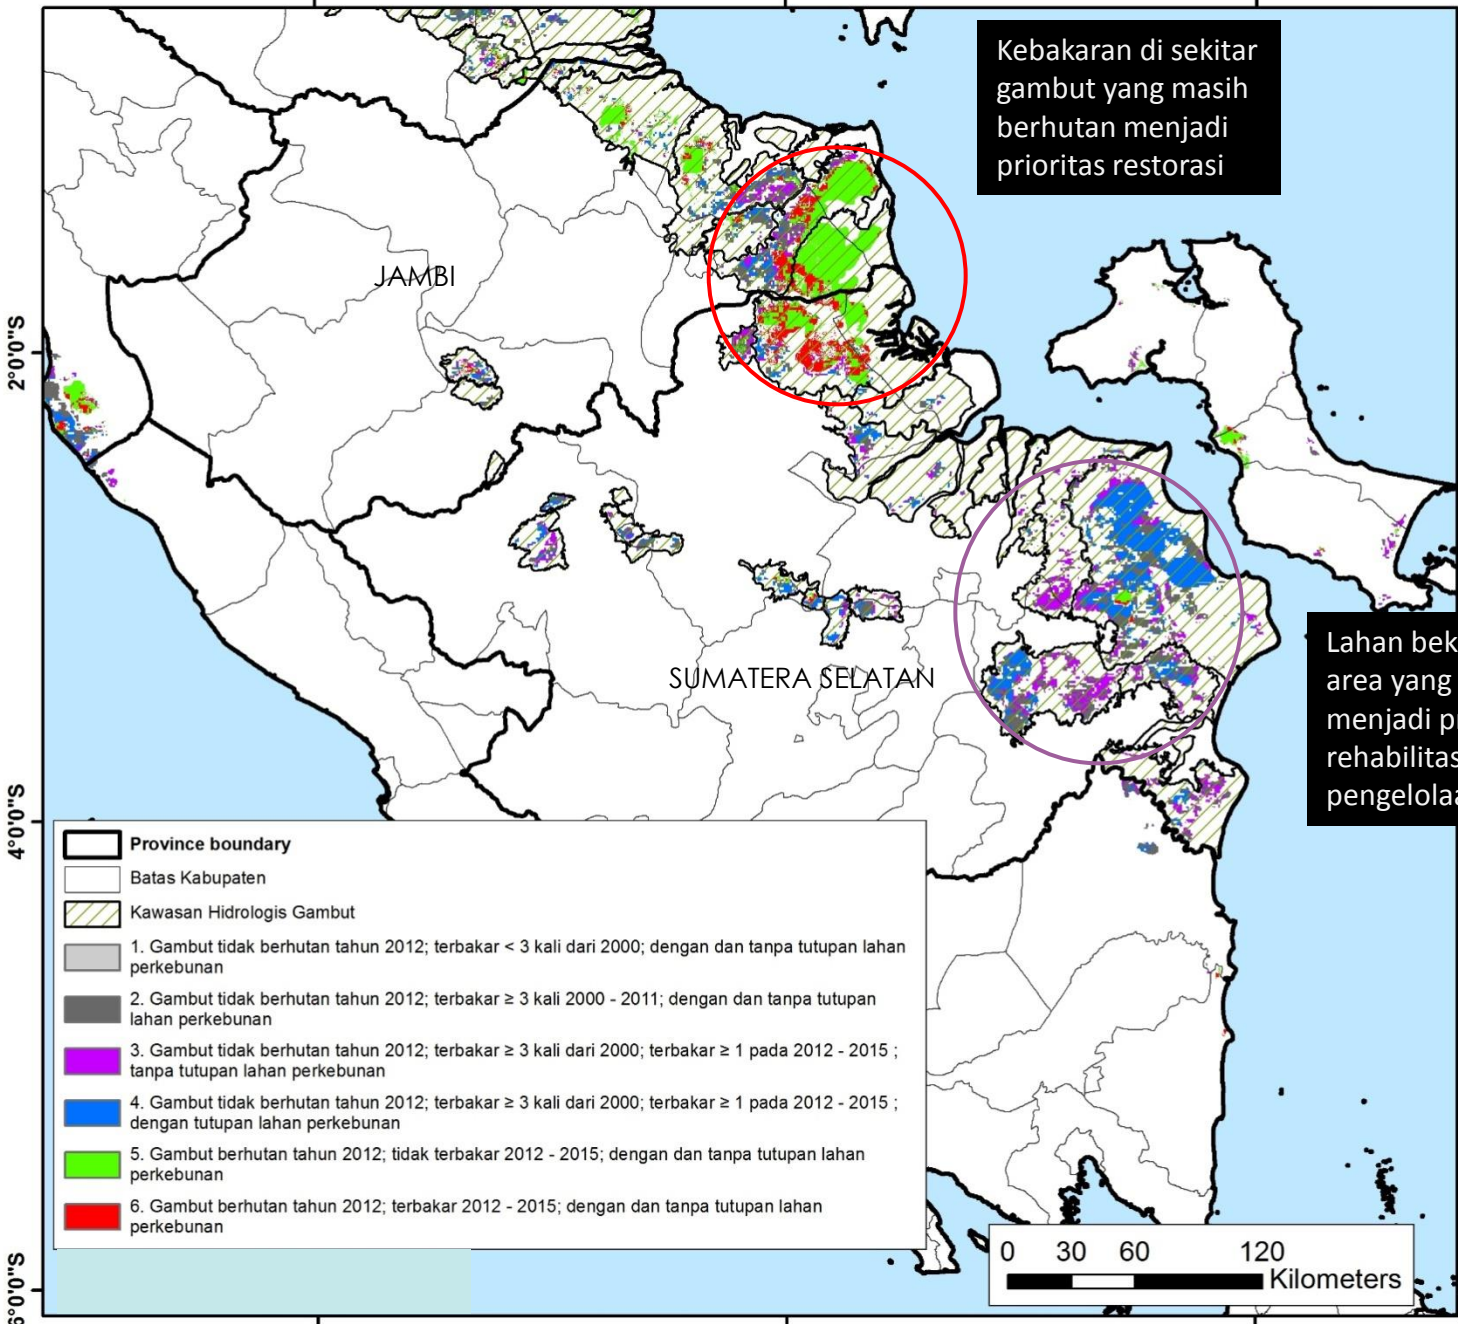 Kebakaran di sekitar
gambut yang masih
berhutan menjadi
prioritas restorasi
JAMBI
2°0'0"S
SUMATERA SELATAN
Lahan
area yang
menjadi
4°0'0"S
Province boundary
Batas Kabupaten
Kawasan Hidrologis Gambut
1. Gambut tidak berhutan tahun 2012; terbakar < 3 kali dari 2000; dengan dan tanpa tutupan lahan
perkebunan
2. Gambut tidak berhutan tahun 2012; terbakar ≥ 3 kali 2000 - 2011; dengan dan tanpa tutupan
lahan perkebunan
3. Gambut tidak berhutan tahun 2012; terbakar ≥ 3 kali dari 2000; terbakar ≥ 1 pada 2012 - 2015 ;
tanpa tutupan lahan perkebunan
4. Gambut tidak berhutan tahun 2012; terbakar ≥ 3 kali dari 2000; terbakar ≥ 1 pada 2012 - 2015 ;
dengan tutupan lahan perkebunan
5. Gambut berhutan tahun 2012; tidak terbakar 2012 - 2015; dengan dan tanpa tutupan lahan
perkebunan
6. Gambut berhutan tahun 2012; terbakar 2012 - 2015; dengan dan tanpa tutupan lahan
perkebunan
6°0'0"S
0 30 60 120
Kilometers